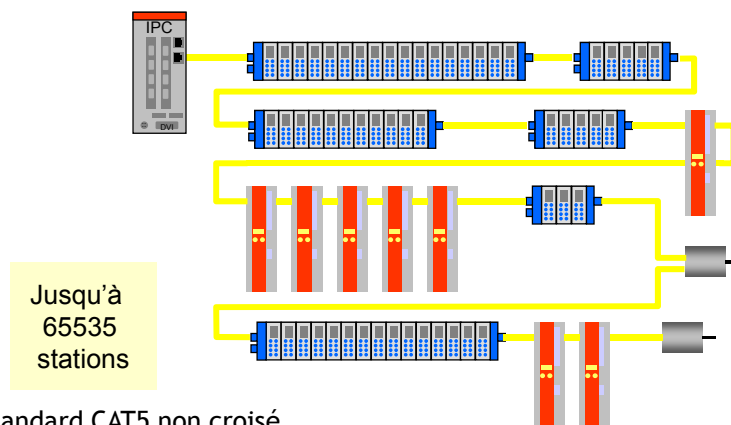 IPC
DVI
Jusqu'à
65535
stations
andard CAT5 non croisé